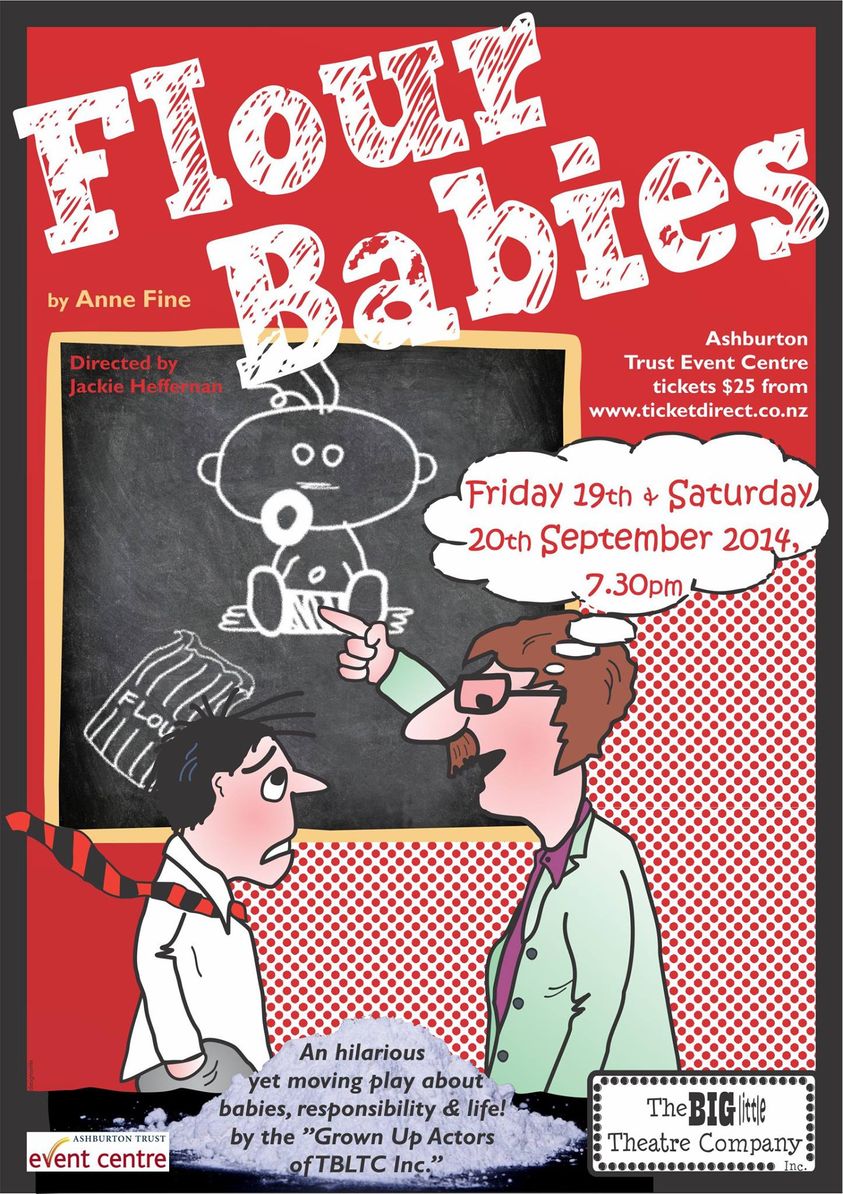 Flour
Babies
by Anne Fine
Directed by
Jackie Heffernan
Ashburton
Trust Event Centre
tickets $25 from
www.ticketdirect.co.nz
Friday 19th & Saturday
20th September 2014,
7.30pm
FLOU
An hilarious
yet moving play about
babies, responsibility & life!
by the "Grown Up Actors
of TBLTC Inc."
ASHBURTON TRUST
event centre
The BIG little
Theatre Company
Inc.